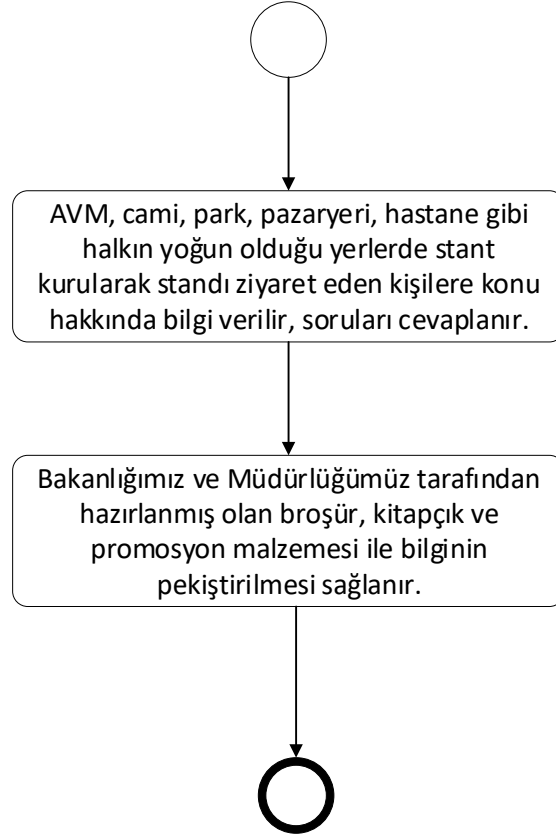 AVM, cami, park, pazaryeri, hastane gibi
halkın yoğun olduğu yerlerde stant
kurularak standı ziyaret eden kişilere konu
hakkında bilgi verilir, soruları cevaplanır.
Bakanlığımız ve Müdürlüğümüz tarafından
hazırlanmış olan broşür, kitapçık ve
promosyon malzemesi ile bilginin
pekiştirilmesi sağlanır.